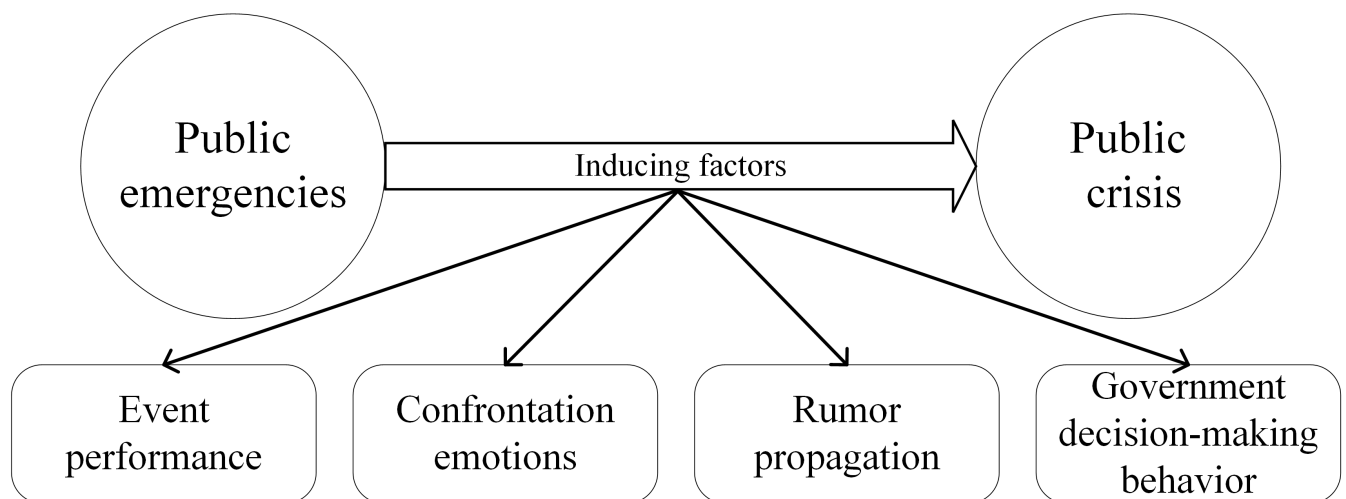 Public
emergencies
Inducing factors
Public
crisis
Event
performance
Confrontation
emotions
Rumor
propagation
Government
decision-making
behavior